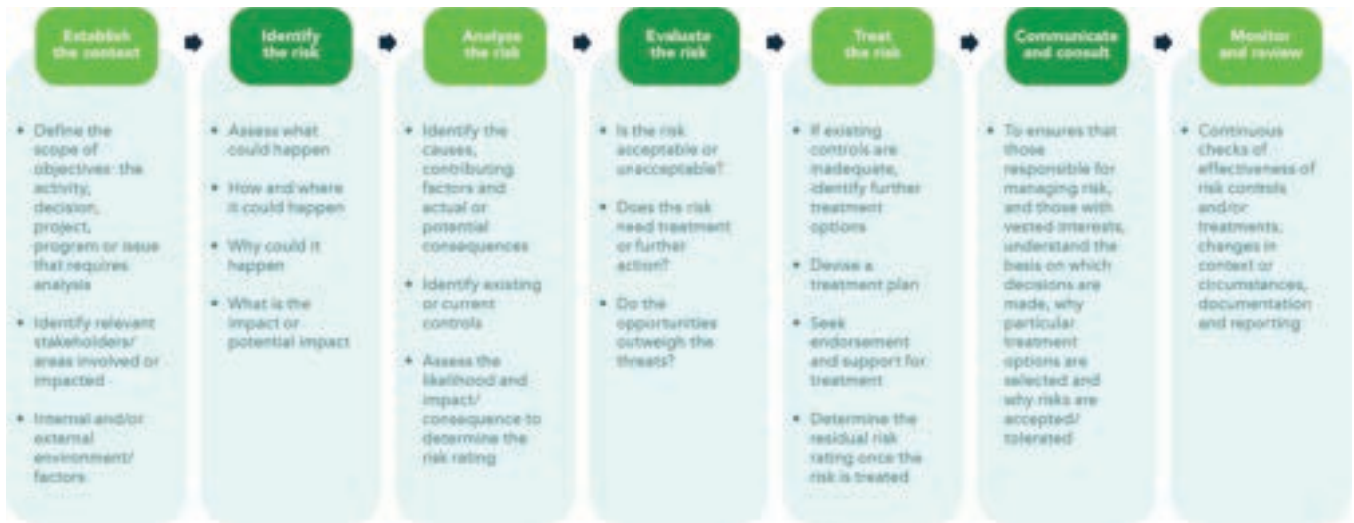 Establish
the context
Identify
the risk
Analyse
the risk
Evaluate
the risk
Treat
the risk
Communicate
and consult
Monitor
and review
• Define the
scope of
objectives: the
activity,
decision,
project,
program or issue
that requires
analysis
• Identify relevant
stakeholders/
areas involved or
impacted
• Internal and/or
external
environment/
factors
• Assess what
could happen
• How and where
it could happen
• Why could it
happen
• What is the
impact or
potential impact
• Identify the
causes,
contributing
factors and
actual or
potential
consequences
• Identify existing
or current
controls
• Assess the
likelihood and
impact/
consequence to
determine the
risk rating
• Is the risk
acceptable or
unacceptable?
• Does the risk
need treatment
or further
action?
• Do the
opportunities
outweigh the
threats?
• If existing
controls are
inadequate,
identify further
treatment
options
• Devise a
treatment plan
• Seek
endorsement
and support for
treatment
• Determine the
residual risk
rating once the
risk is treated
• To ensures that
those
responsible for
managing risk,
and those with
vested interests,
understand the
basis on which
decisions are
made, why
particular
treatment
options are
selected and
why risks are
accepted/
tolerated
• Continuous
checks of
effectiveness of
risk controls
and/or
treatments,
changes in
context or
circumstances,
documentation
and reporting